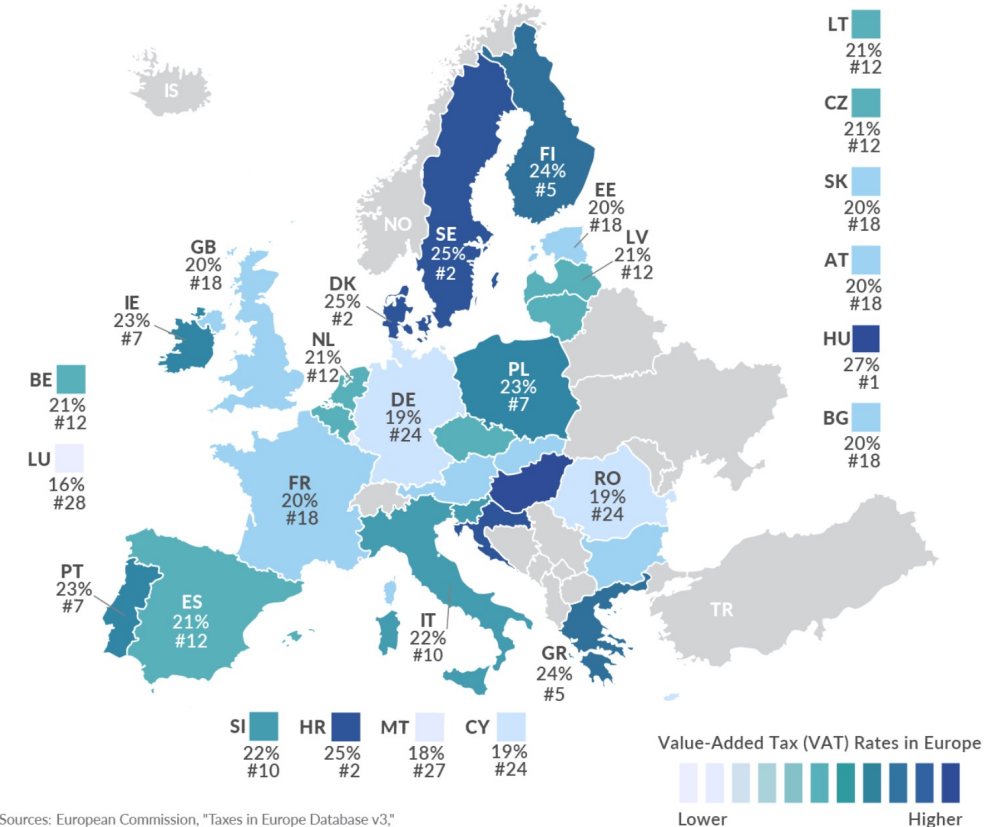 IS
NO
FI
24%
#5
SE
25%
#2
EE
20%
#18
LV
21%
#12
GB
20%
#18
IE
23%
#7
DK
25%
#2
NL
21%
#12
BE
21%
#12
LU
16%
#28
DE
19%
#24
PL
23%
#7
FR
20%
#18
RO
19%
#24
PT
23%
#7
ES
21%
#12
IT
22%
#10
GR
24%
#5
TR
LT
21%
#12
CZ
21%
#12
SK
20%
#18
AT
20%
#18
HU
27%
#1
BG
20%
#18
SI
22%
#10
HR
25%
#2
MT
18%
#27
CY
19%
#24
Value-Added Tax (VAT) Rates in Europe
Lower
Higher
Sources: European Commission, "Taxes in Europe Database v3,"